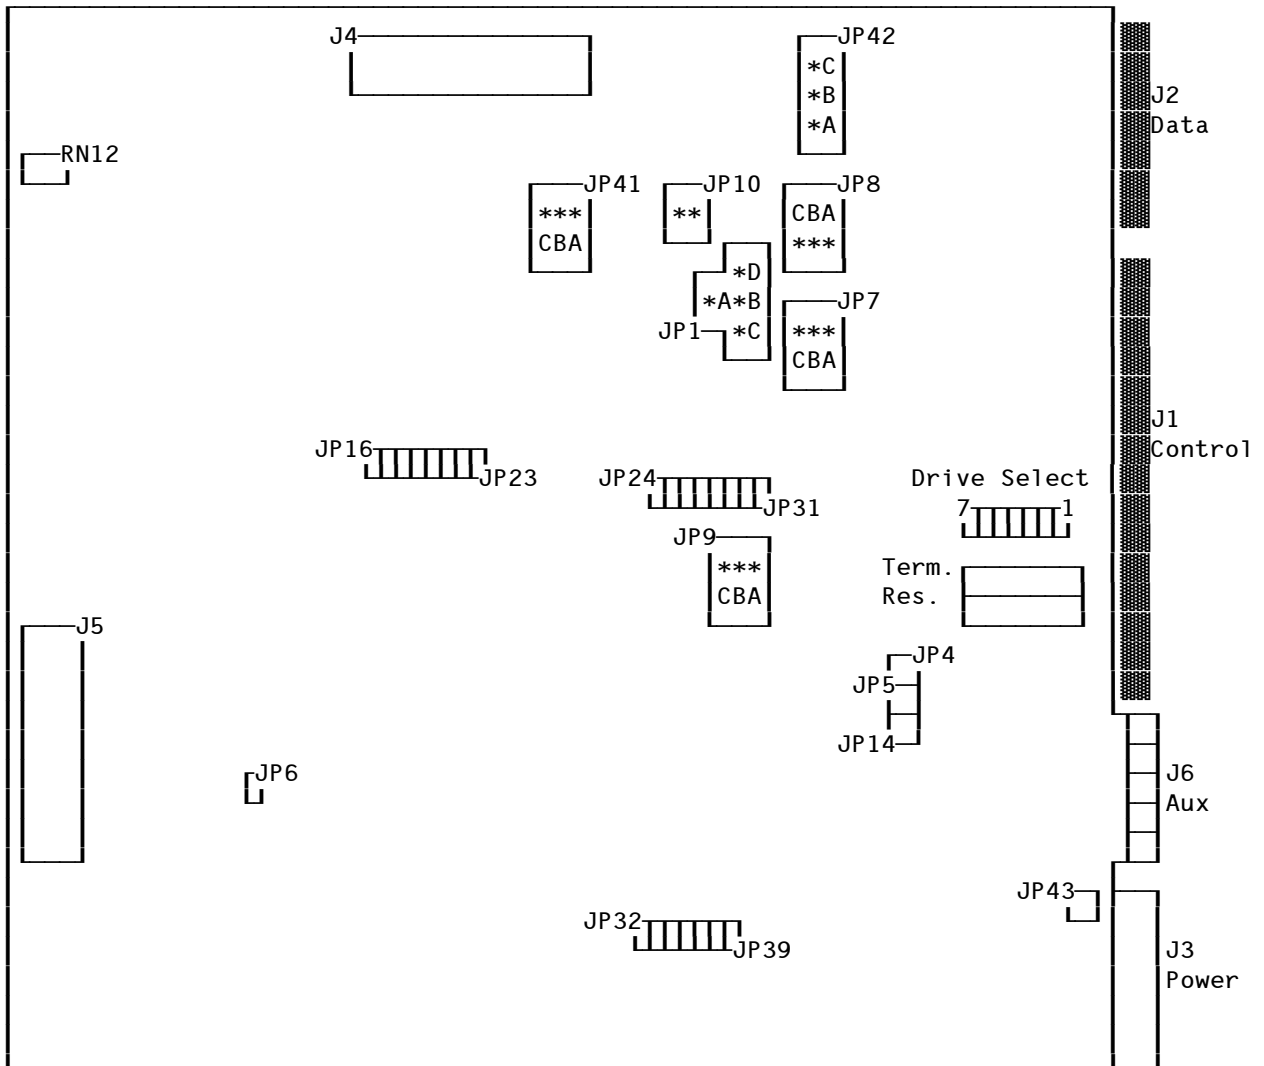 J4 JP42
*C
*B J2
*A Data
RN12
JP41 JP10 JP8
*** ** CBA
CBA ***
*D
*A*B JP7
JP1 *C ***
CBA
J1
JP16 Control
JP23 JP24 Drive Select
JP31 7 1
JP9
*** Term.
CBA Res.
J5
JP4
JP5
JP14
JP6 J6
Aux
JP43
JP32
JP39 J3
Power